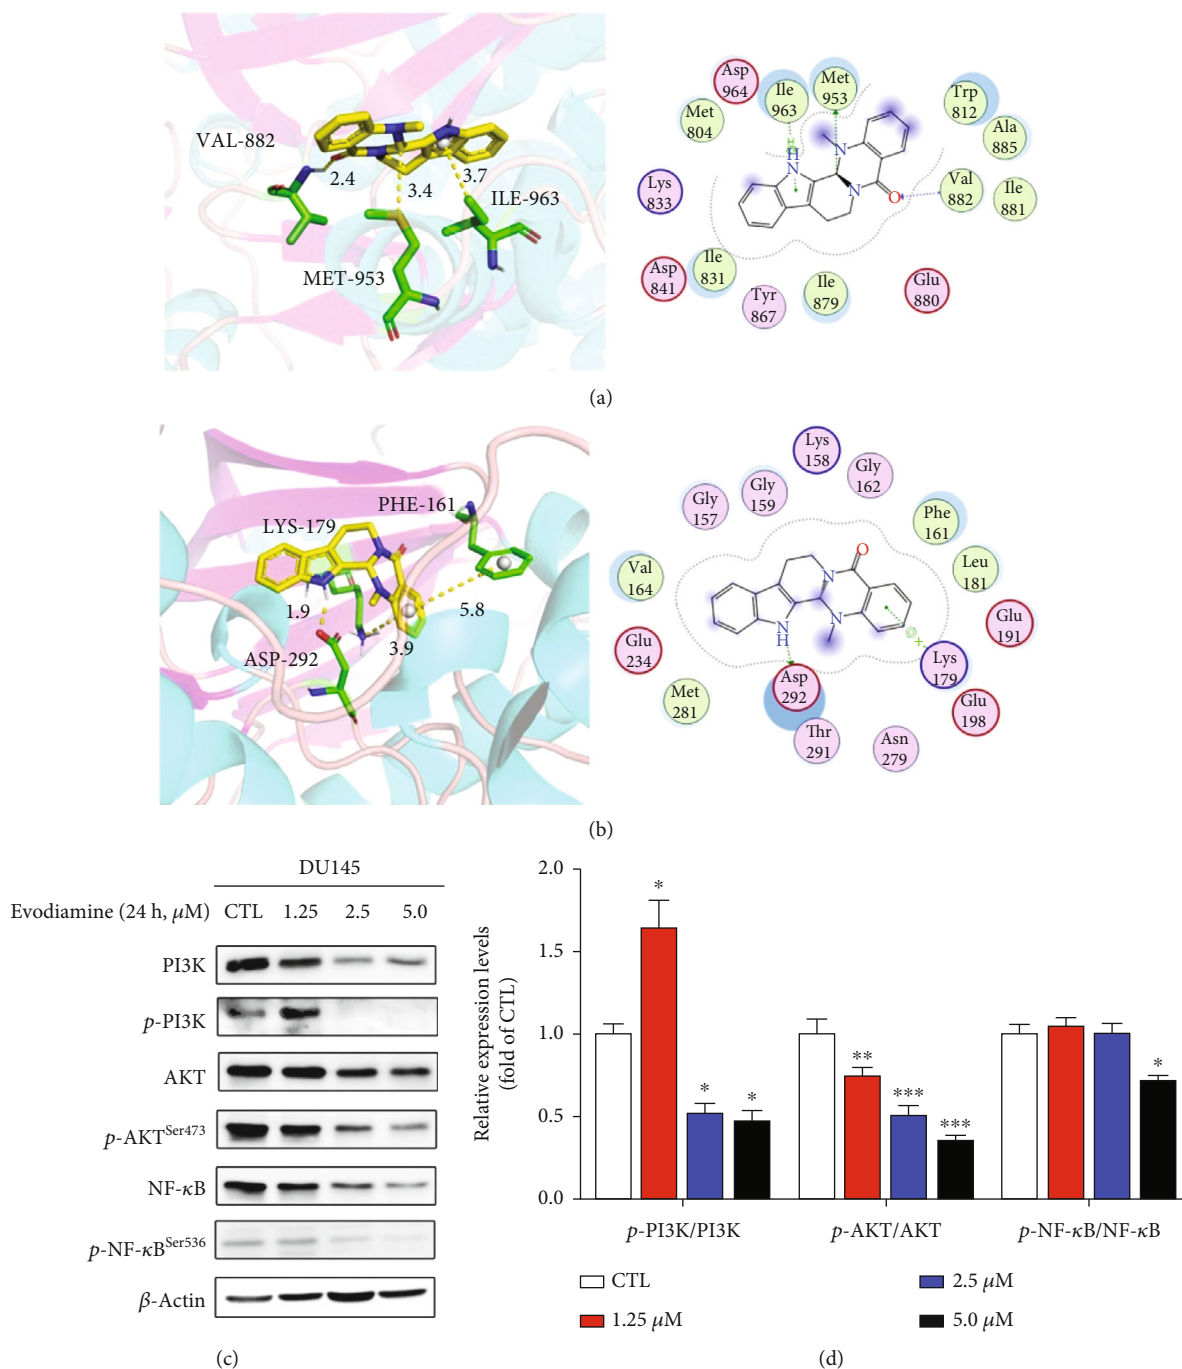 VAL-882
2.4
3.4
3.7
ILE-963
MET-953
Asp
964
Ile
963
Met
953
Met
804
Trp
812
Ala
885
Lys
833
Val
882
Ile
881
Asp
841
Ile
831
Tyr
867
Ile
879
Glu
880
H
N
N
N
O
H
(a)
PHE-161
LYS-179
1.9
5.8
3.9
ASP-292
Lys
158
Gly
162
Gly
159
Gly
157
Phe
161
Val
164
Leu
181
Glu
191
Glu
234
Lys
179
Met
281
Asp
292
Glu
198
Thr
291
Asn
279
O
N
N
N
H
+
(b)
DU145
Evodiamine (24 h, μM) CTL 1.25 2.5 5.0
PI3K
p-PI3K
AKT
p-AKTSer473
NF-κB
p-NF-κBSer536
β-Actin
(c)
Relative expression levels
(fold of CTL)
2.0
1.5
1.0
0.5
0.0
*
*
*
**
***
***
*
p-PI3K/PI3K
p-AKT/AKT
p-NF-κB/NF-κB
CTL
1.25 μM
2.5 μM
5.0 μM
(d)